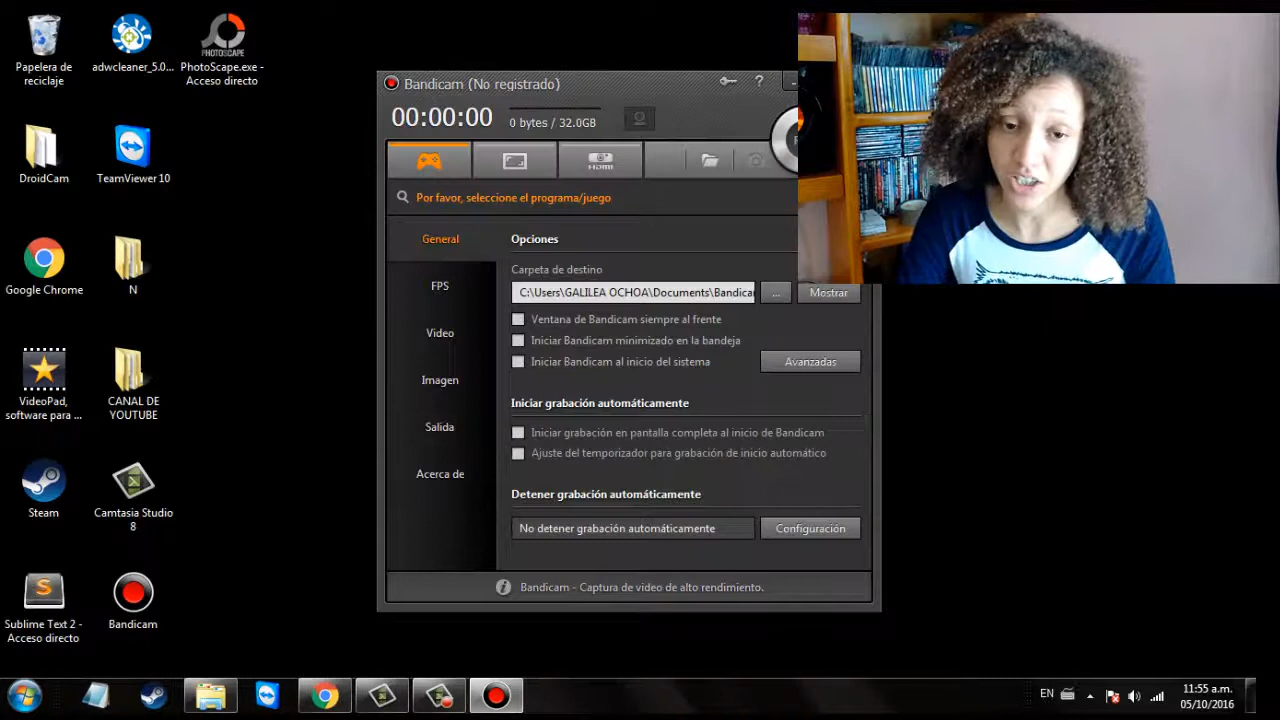 Papelera de
reciclaje
adwcleaner_5.0...
PHOTOSCAPE
PhotoScape.exe -
Acceso directo
DroidCam
TeamViewer 10
Google Chrome
N
VideoPad,
software para ...
CANAL DE
YOUTUBE
Steam
Camtasia Studio
8
Sublime Text 2 -
Acceso directo
Bandicam
Bandicam (No registrado)
?
00:00:00
0 bytes / 32.0GB
HDMI
Por favor, seleccione el programa/juego
General
FPS
Video
Imagen
Salida
Acerca de
Opciones
Carpeta de destino
C:\Users\GALILEA OCHOA\Documents\Bandicar
...
Mostrar
Ventana de Bandicam siempre al frente
Iniciar Bandicam minimizado en la bandeja
Iniciar Bandicam al inicio del sistema
Avanzadas
Iniciar grabación automáticamente
Iniciar grabación en pantalla completa al inicio de Bandicam
Ajuste del temporizador para grabación de inicio automático
Detener grabación automáticamente
No detener grabación automáticamente
Configuración
Bandicam - Captura de vídeo de alto rendimiento.
EN
11:55 a.m.
05/10/2016